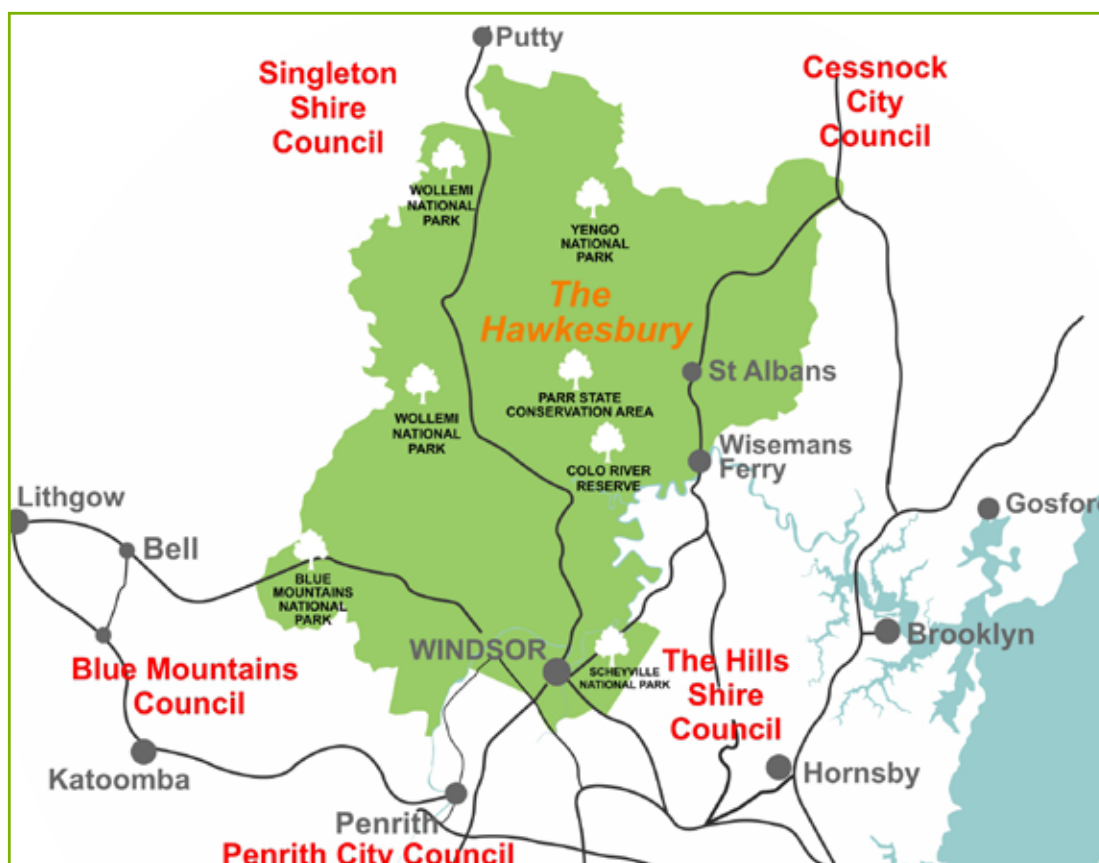 Putty
Singleton
Shire
Council
Cessnock
City
Council
WOLLEMI
NATIONAL
PARK
YENGO
NATIONAL
PARK
The
Hawkesbury
St Albans
PARR STATE
CONSERVATION AREA
WOLLEMI
NATIONAL
PARK
Wisemans
Ferry
COLO RIVER
RESERVE
Lithgow
Gosford
Bell
BLUE
MOUNTAINS
NATIONAL
PARK
WINDSOR
SCHEYVILLE
NATIONAL PARK
Brooklyn
Blue Mountains
Council
The Hills
Shire
Council
Katoomba
Hornsby
Penrith
Penrith City Council